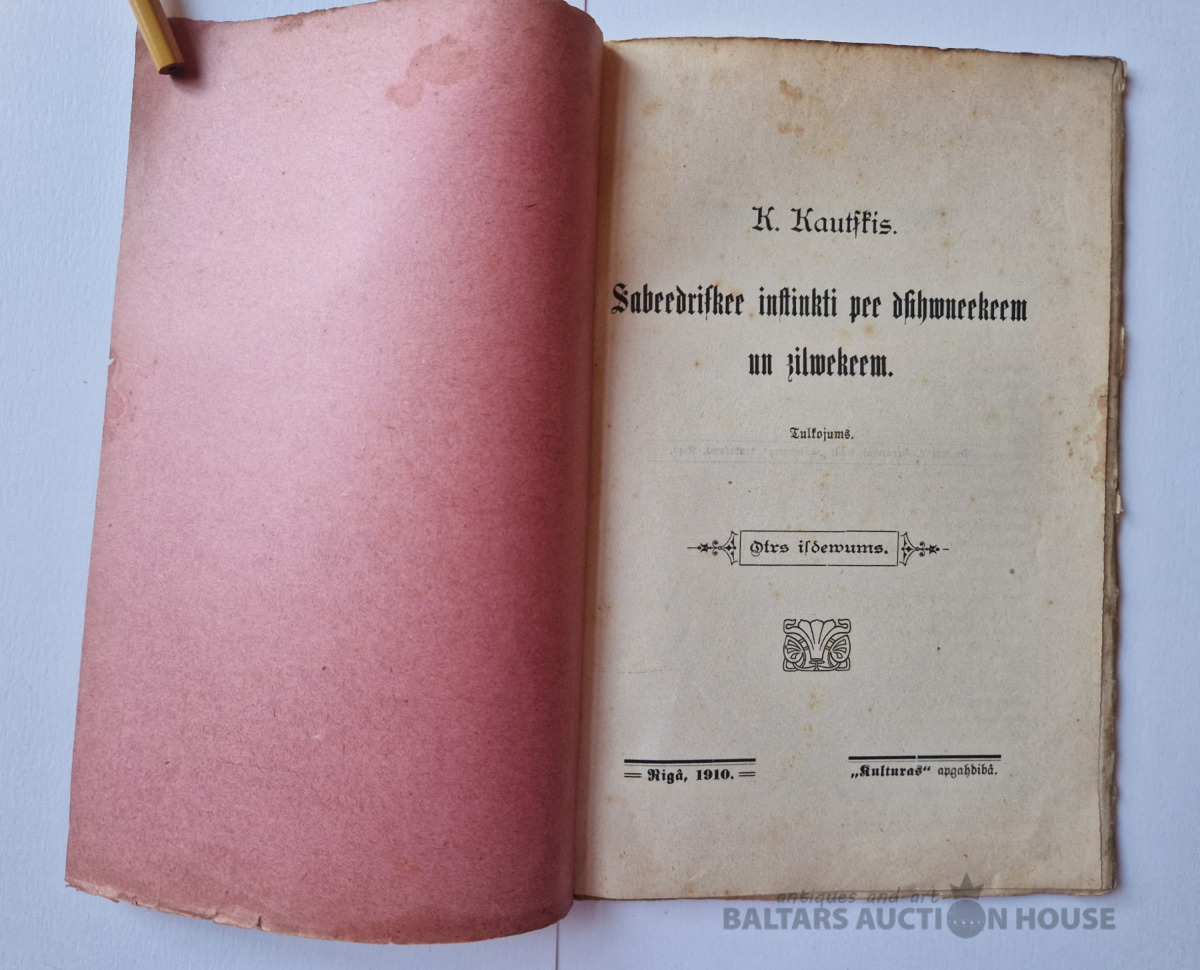 K. Kautſkis.
Sabeedriſkee inſtinkti pee dſihwneekeem
un zilwekeem.
Tulkojums.
Otrs iſdewums.
Rigâ, 1910.
„Kulturas“ apgahdibâ.
antiques and art
BALTARS AUCTION HOUSE